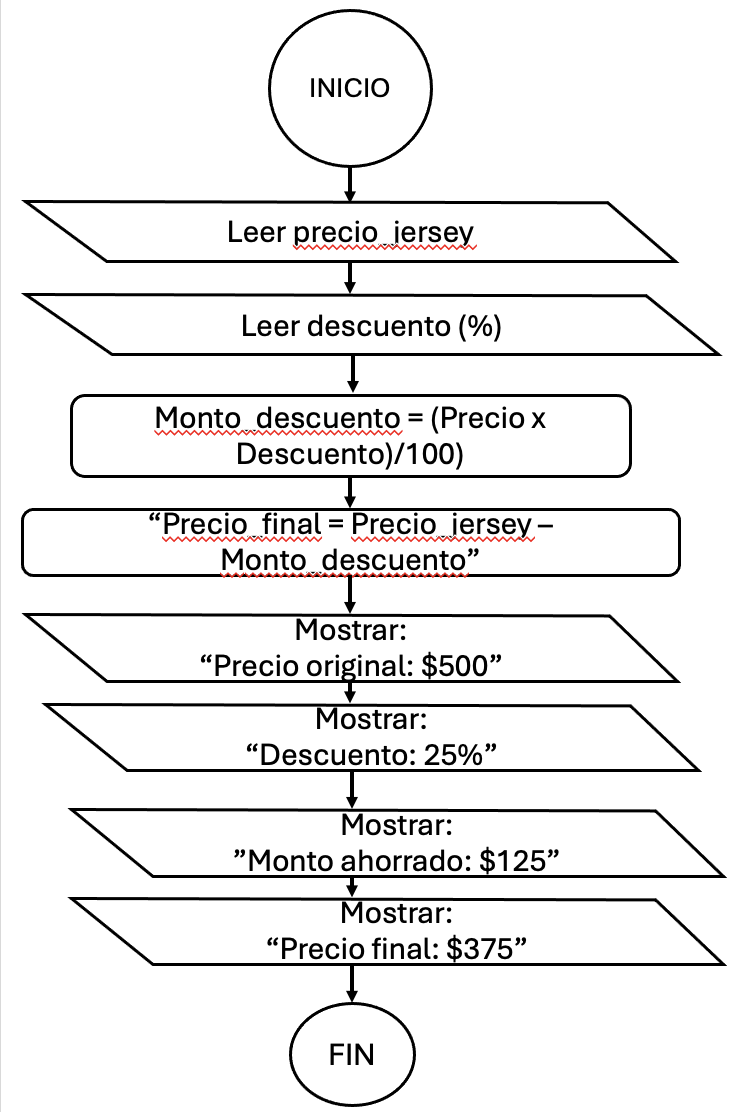 INICIO
Leer precio_jersey
Leer descuento (%)
Monto_descuento = (Precio x
Descuento)/100)
“Precio_final = Precio_jersey –
Monto_descuento”
Mostrar:
“Precio original: $500”
Mostrar:
“Descuento: 25%”
Mostrar:
”Monto ahorrado: $125”
Mostrar:
“Precio final: $375”
FIN